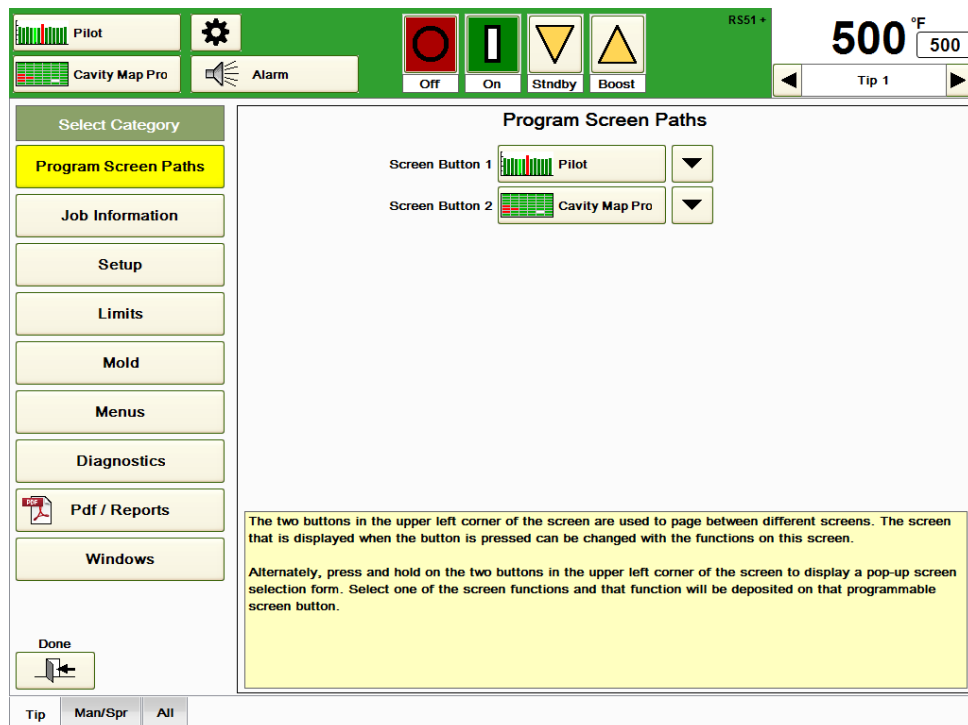 Pilot
RS51 +
500 °F
500
Cavity Map Pro
Alarm
Off
On
Stndby
Boost
Tip 1
Select Category
Program Screen Paths
Program Screen Paths
Screen Button 1
Pilot
Job Information
Screen Button 2
Cavity Map Pro
Setup
Limits
Mold
Menus
Diagnostics
PDF
Pdf / Reports
Windows
The two buttons in the upper left corner of the screen are used to page between different screens. The screen
that is displayed when the button is pressed can be changed with the functions on this screen.
Alternately, press and hold on the two buttons in the upper left corner of the screen to display a pop-up screen
selection form. Select one of the screen functions and that function will be deposited on that programmable
screen button.
Done
Tip
Man/Spr
All